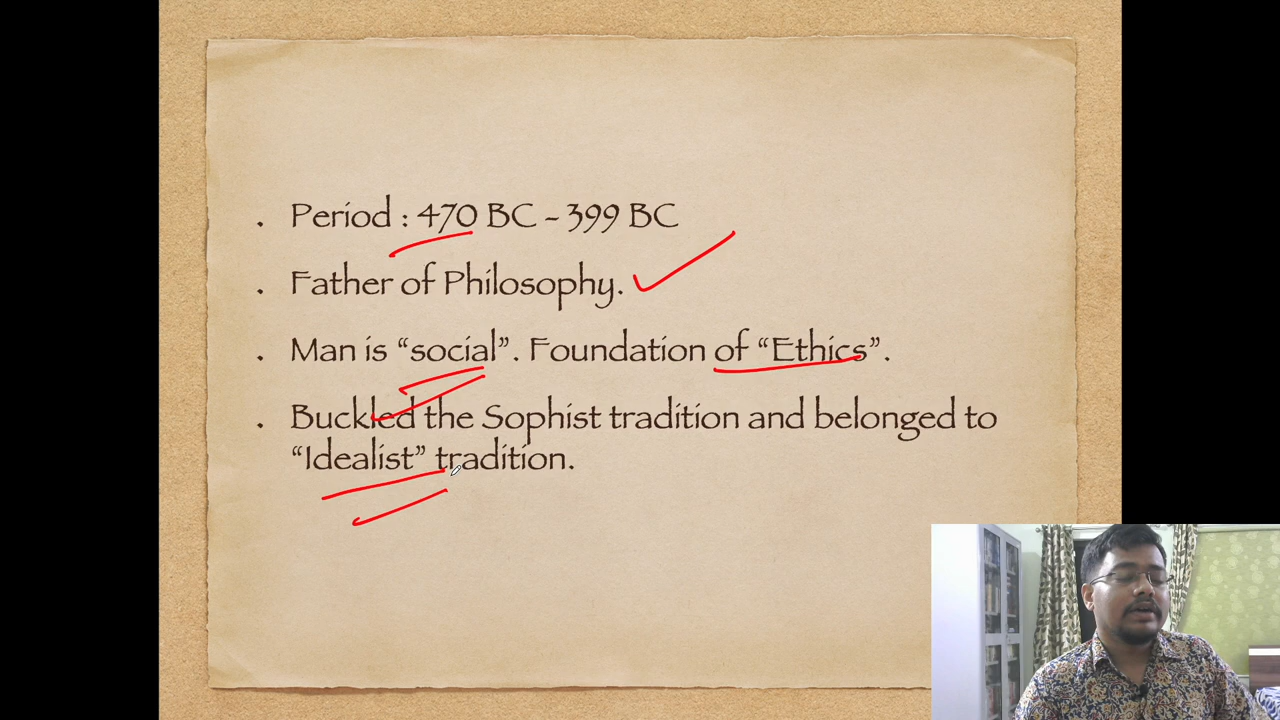 . Period : 470 BC - 399 BC
. Father of Philosophy.
. Man is “social”. Foundation of “Ethics”.
. Buckled the Sophist tradition and belonged to
“Idealist” tradition.